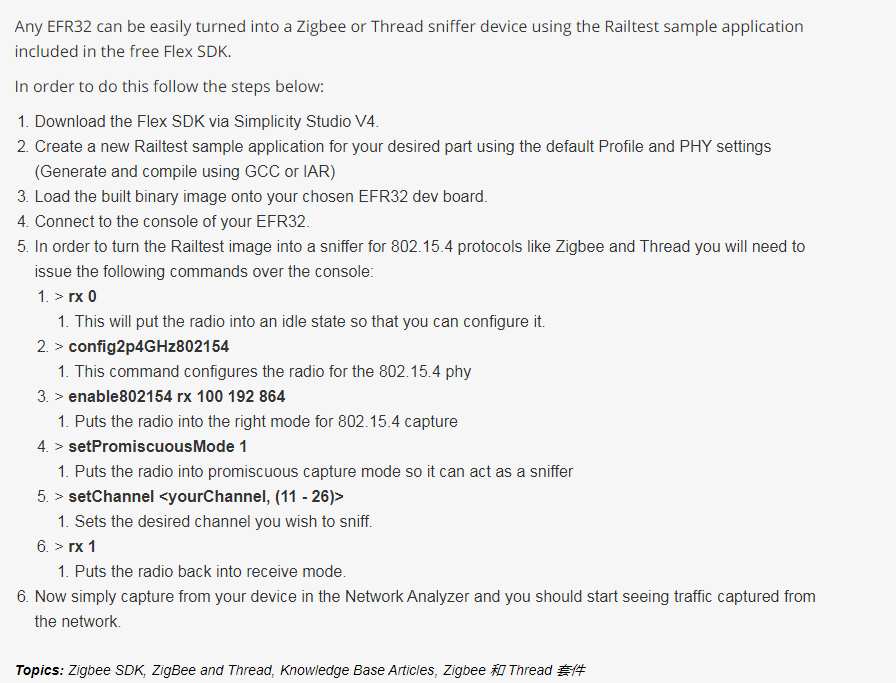 Any EFR32 can be easily turned into a Zigbee or Thread sniffer device using the Railtest sample application
included in the free Flex SDK.
In order to do this follow the steps below:
1. Download the Flex SDK via Simplicity Studio V4.
2. Create a new Railtest sample application for your desired part using the default Profile and PHY settings
(Generate and compile using GCC or IAR)
3. Load the built binary image onto your chosen EFR32 dev board.
4. Connect to the console of your EFR32.
5. In order to turn the Railtest image into a sniffer for 802.15.4 protocols like Zigbee and Thread you will need to
issue the following commands over the console:
1. > rx 0
1. This will put the radio into an idle state so that you can configure it.
2. > config2p4GHz802154
1. This command configures the radio for the 802.15.4 phy
3. > enable802154 rx 100 192 864
1. Puts the radio into the right mode for 802.15.4 capture
4. > setPromiscuousMode 1
1. Puts the radio into promiscuous capture mode so it can act as a sniffer
5. > setChannel <yourChannel, (11 - 26)>
1. Sets the desired channel you wish to sniff.
6. > rx 1
1. Puts the radio back into receive mode.
6. Now simply capture from your device in the Network Analyzer and you should start seeing traffic captured from
the network.
Topics: Zigbee SDK, ZigBee and Thread, Knowledge Base Articles, Zigbee 和 Thread 套件